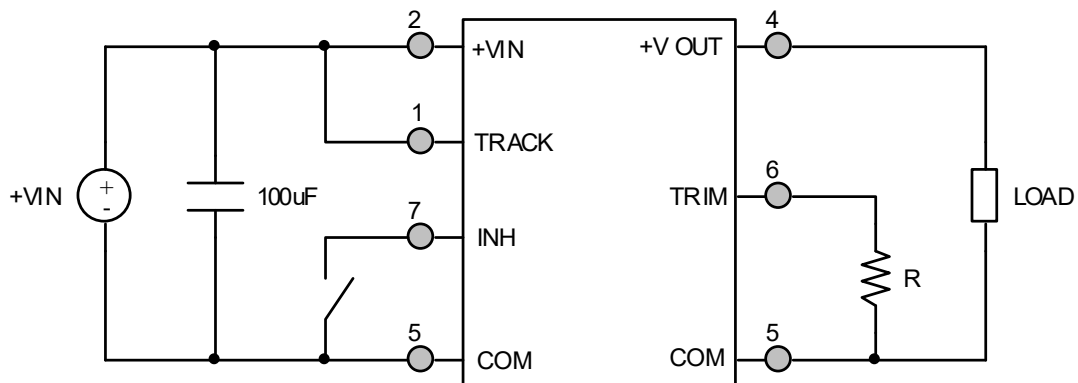 2
4
+VIN
+V OUT
1
TRACK
6
+VIN
+
-
100uF
TRIM
LOAD
7
INH
R
5
COM
COM
5